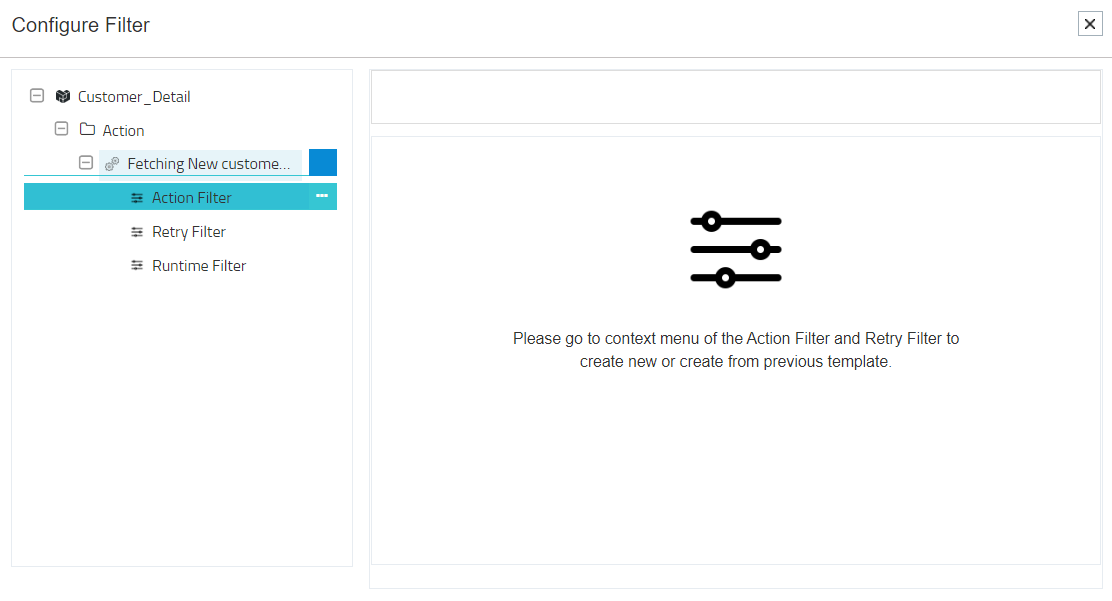 Configure Filter
Customer_Detail
Action
Fetching New custome...
Action Filter
Retry Filter
Runtime Filter
Please go to context menu of the Action Filter and Retry Filter to
create new or create from previous template.